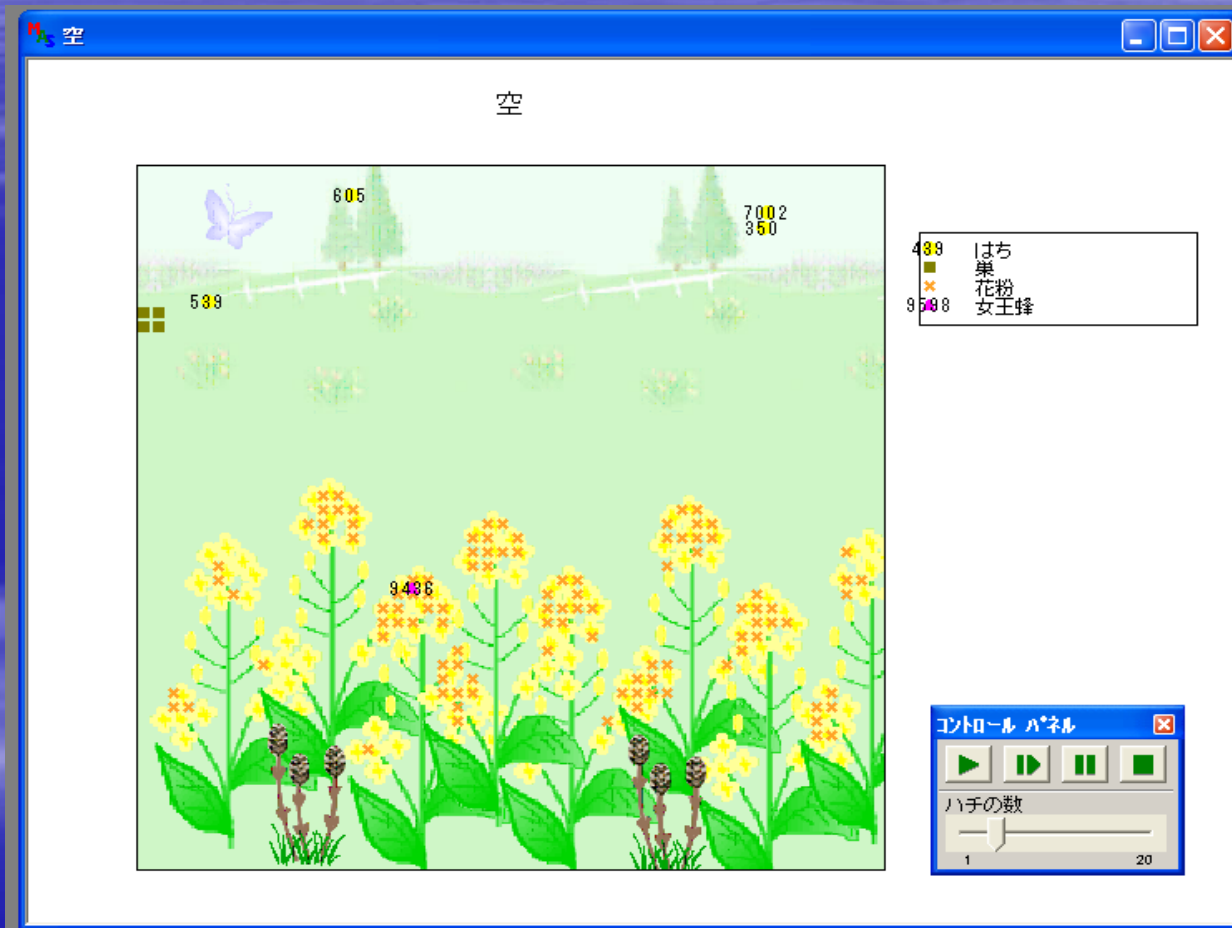 MAS 空
空
605
7002
350
439 はち
巣
花粉
9598 女王蜂
539
9436
コントロール パネル
ハチの数
1 20